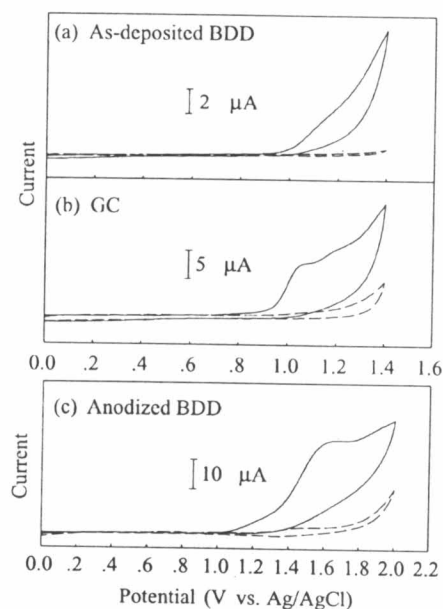 (a) As-deposited BDD
2 μA
Current
(b) GC
5 μA
0.0 .2 .4 .6 .8 1.0 1.2 1.4 1.6
(c) Anodized BDD
Current
10 μA
0.0 .2 .4 .6 .8 1.0 1.2 1.4 1.6 1.8 2.0 2.2
Potential (V vs. Ag/AgCl)